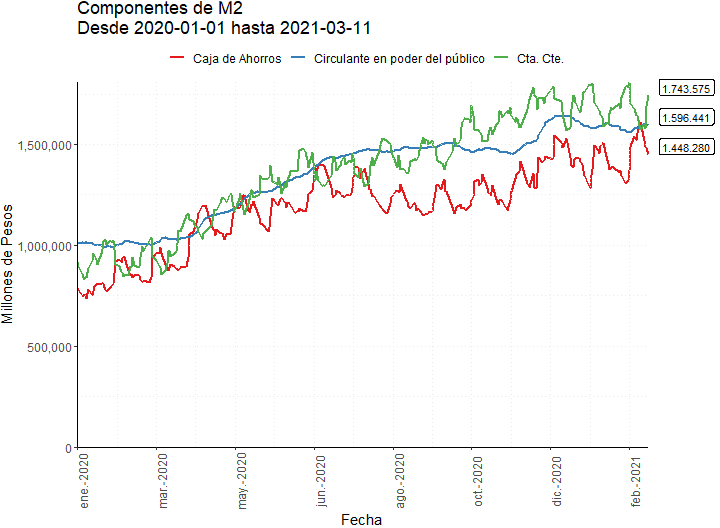 Componentes de M2
Desde 2020-01-01 hasta 2021-03-11
Caja de Ahorros Circulante en poder del público Cta. Cte.
1.743.575
1.596.441
1.448.280
Millones de Pesos
1,500,000
1,000,000
500,000
0
ene.-2020 mar.-2020 may.-2020 jun.-2020 ago.-2020 oct.-2020 dic.-2020 feb.-2021
Fecha